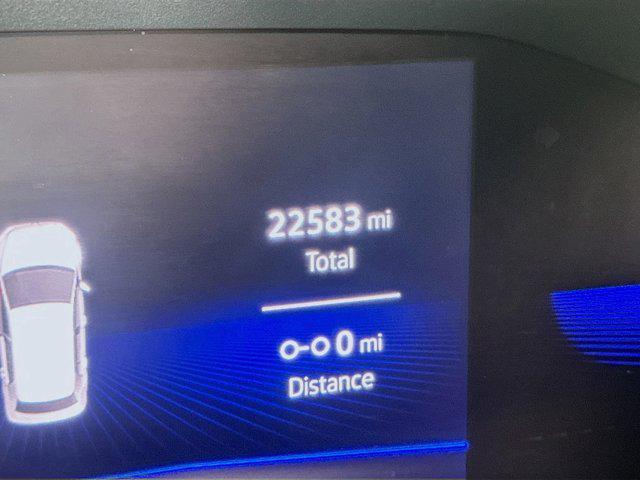 22583 mi
Total
0 mi
Distance